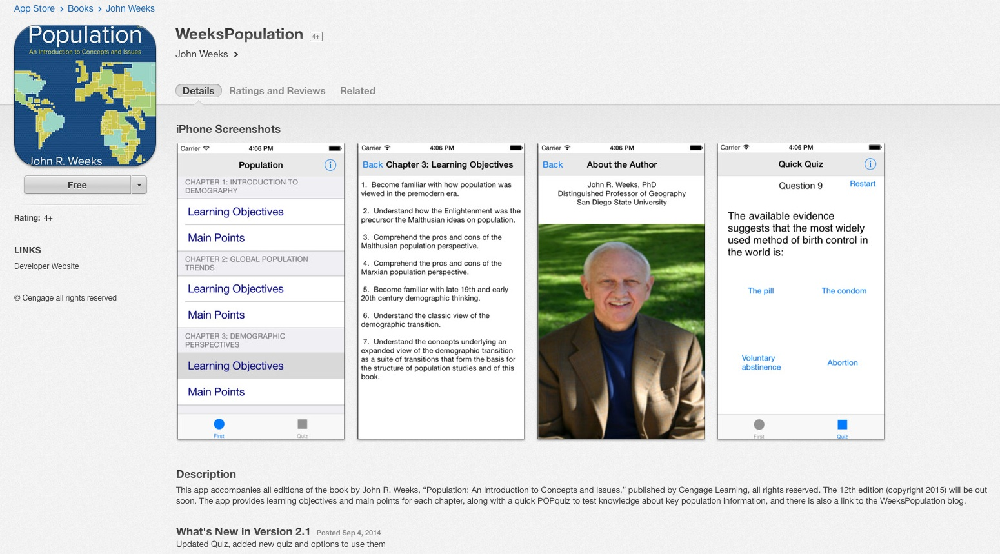 App Store > Books > John Weeks
Population
An Introduction to Concepts and Issues
John R. Weeks
Free
Rating: 4+
LINKS
Developer Website
© Cengage all rights reserved
WeeksPopulation 4+
John Weeks >
Details Ratings and Reviews Related
iPhone Screenshots
Carrier 4:06 PM
Population
CHAPTER 1: INTRODUCTION TO
DEMOGRAPHY
Learning Objectives
Main Points
CHAPTER 2: GLOBAL POPULATION
TRENDS
Learning Objectives
Main Points
CHAPTER 3: DEMOGRAPHIC
PERSPECTIVES
Learning Objectives
Main Points
First Quiz
Carrier 4:06 PM
Back Chapter 3: Learning Objectives
1. Become familiar with how population was
viewed in the premodern era.
2. Understand how the Enlightenment was the
precursor the Malthusian ideas on population.
3. Comprehend the pros and cons of the
Malthusian population perspective.
4. Comprehend the pros and cons of the
Marxian population perspective.
5. Become familiar with late 19th and early
20th century demographic thinking.
6. Understand the classic view of the
demographic transition.
7. Understand the concepts underlying an
expanded view of the demographic transition
as a suite of transitions that form the basis for
the structure of population studies and of this
book.
Carrier 4:06 PM
Back About the Author
John R. Weeks, PhD
Distinguished Professor of Geography
San Diego State University
Carrier 4:06 PM
Quick Quiz
Question 9 Restart
The available evidence
suggests that the most widely
used method of birth control in
the world is:
The pill The condom
Voluntary
abstinence
Abortion
First Quiz
Description
This app accompanies all editions of the book by John R. Weeks, “Population: An Introduction to Concepts and Issues,” published by Cengage Learning, all rights reserved. The 12th edition (copyright 2015) will be out
soon. The app provides learning objectives and main points for each chapter, along with a quick POPquiz to test knowledge about key population information, and there is also a link to the WeeksPopulation blog.
What's New in Version 2.1 Posted Sep 4, 2014
Updated Quiz, added new quiz and options to use them